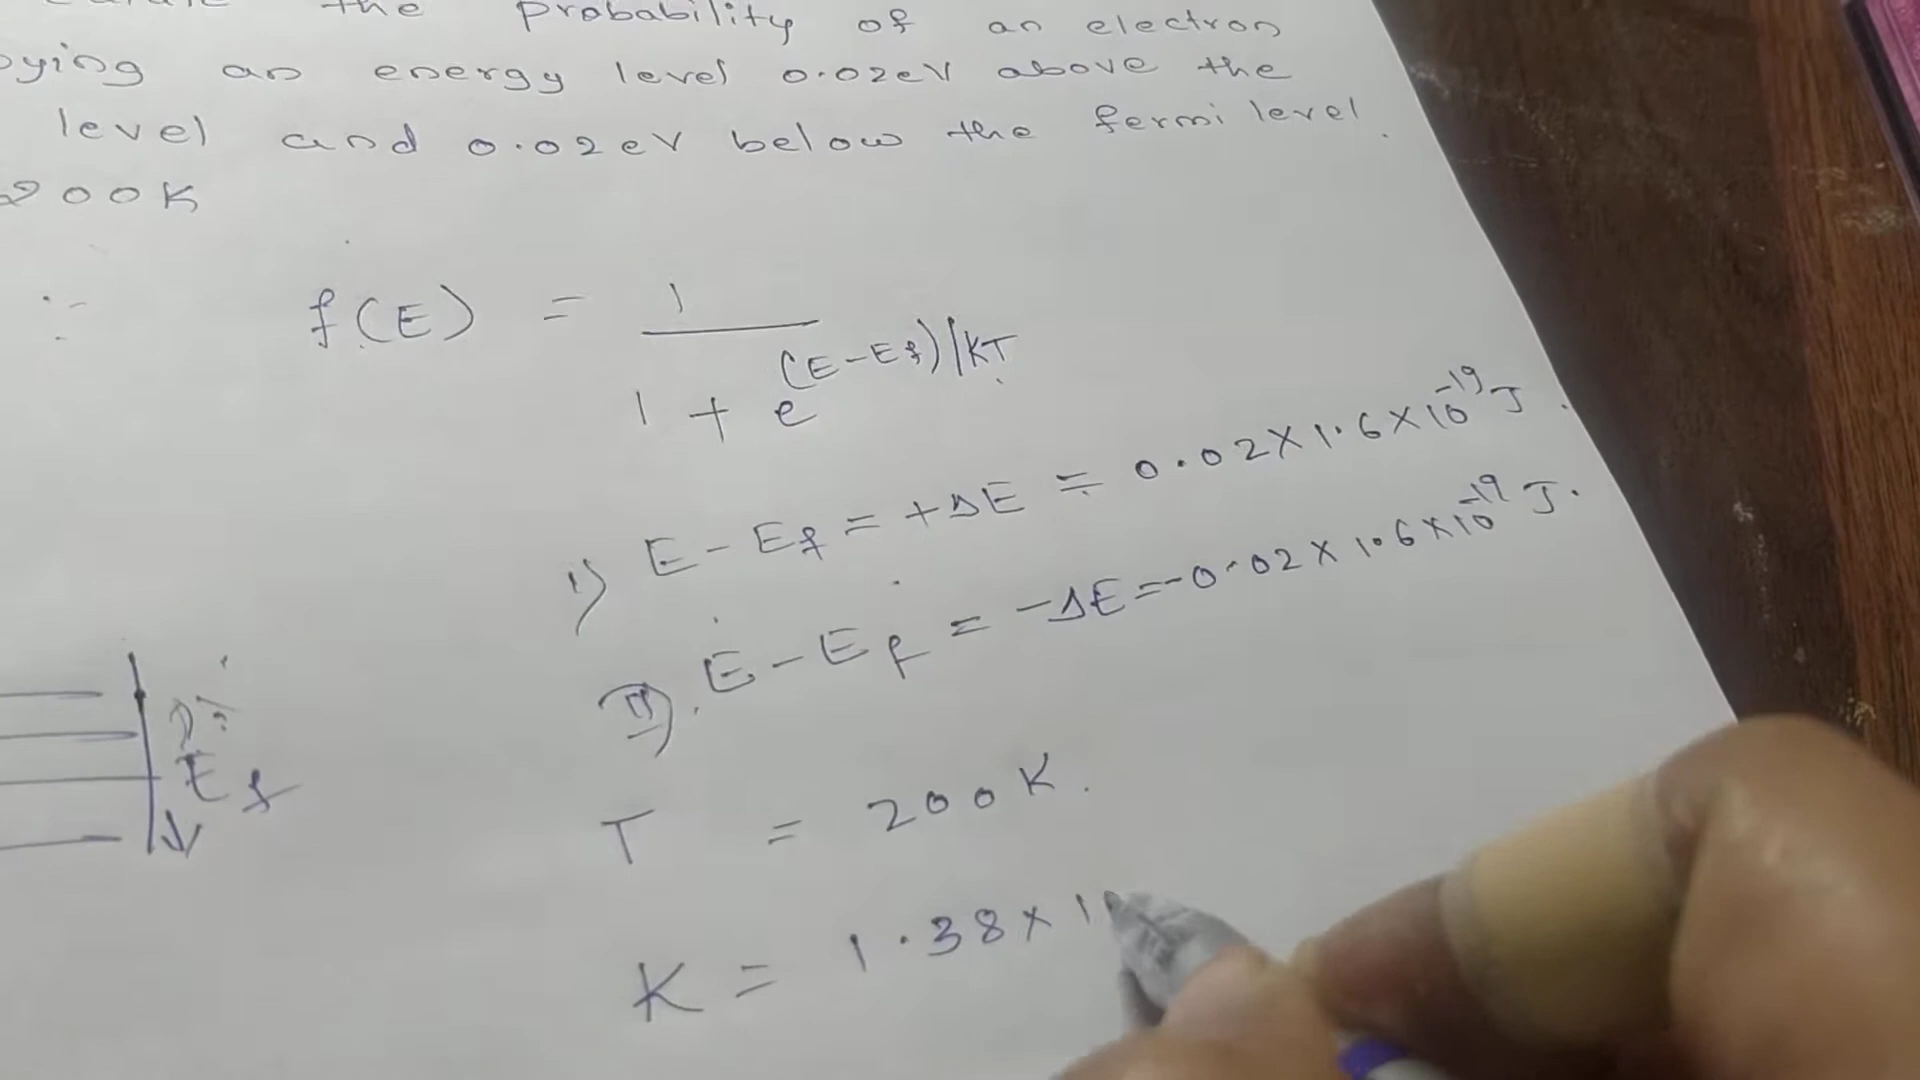 the probability of an electron
an energy level 0.02eV above the
level and 0.02eV below the fermi level.
200K
:-
f(E) = 1 / 1 + e^(E-Ef)/KT
i) E - Ef = +ΔE = 0.02 X 1.6 X 10^-19 J.
ii). E - Ef = -ΔE = -0.02 X 1.6 X 10^-19 J.
Ef
T = 200K.
K = 1.38 x 1